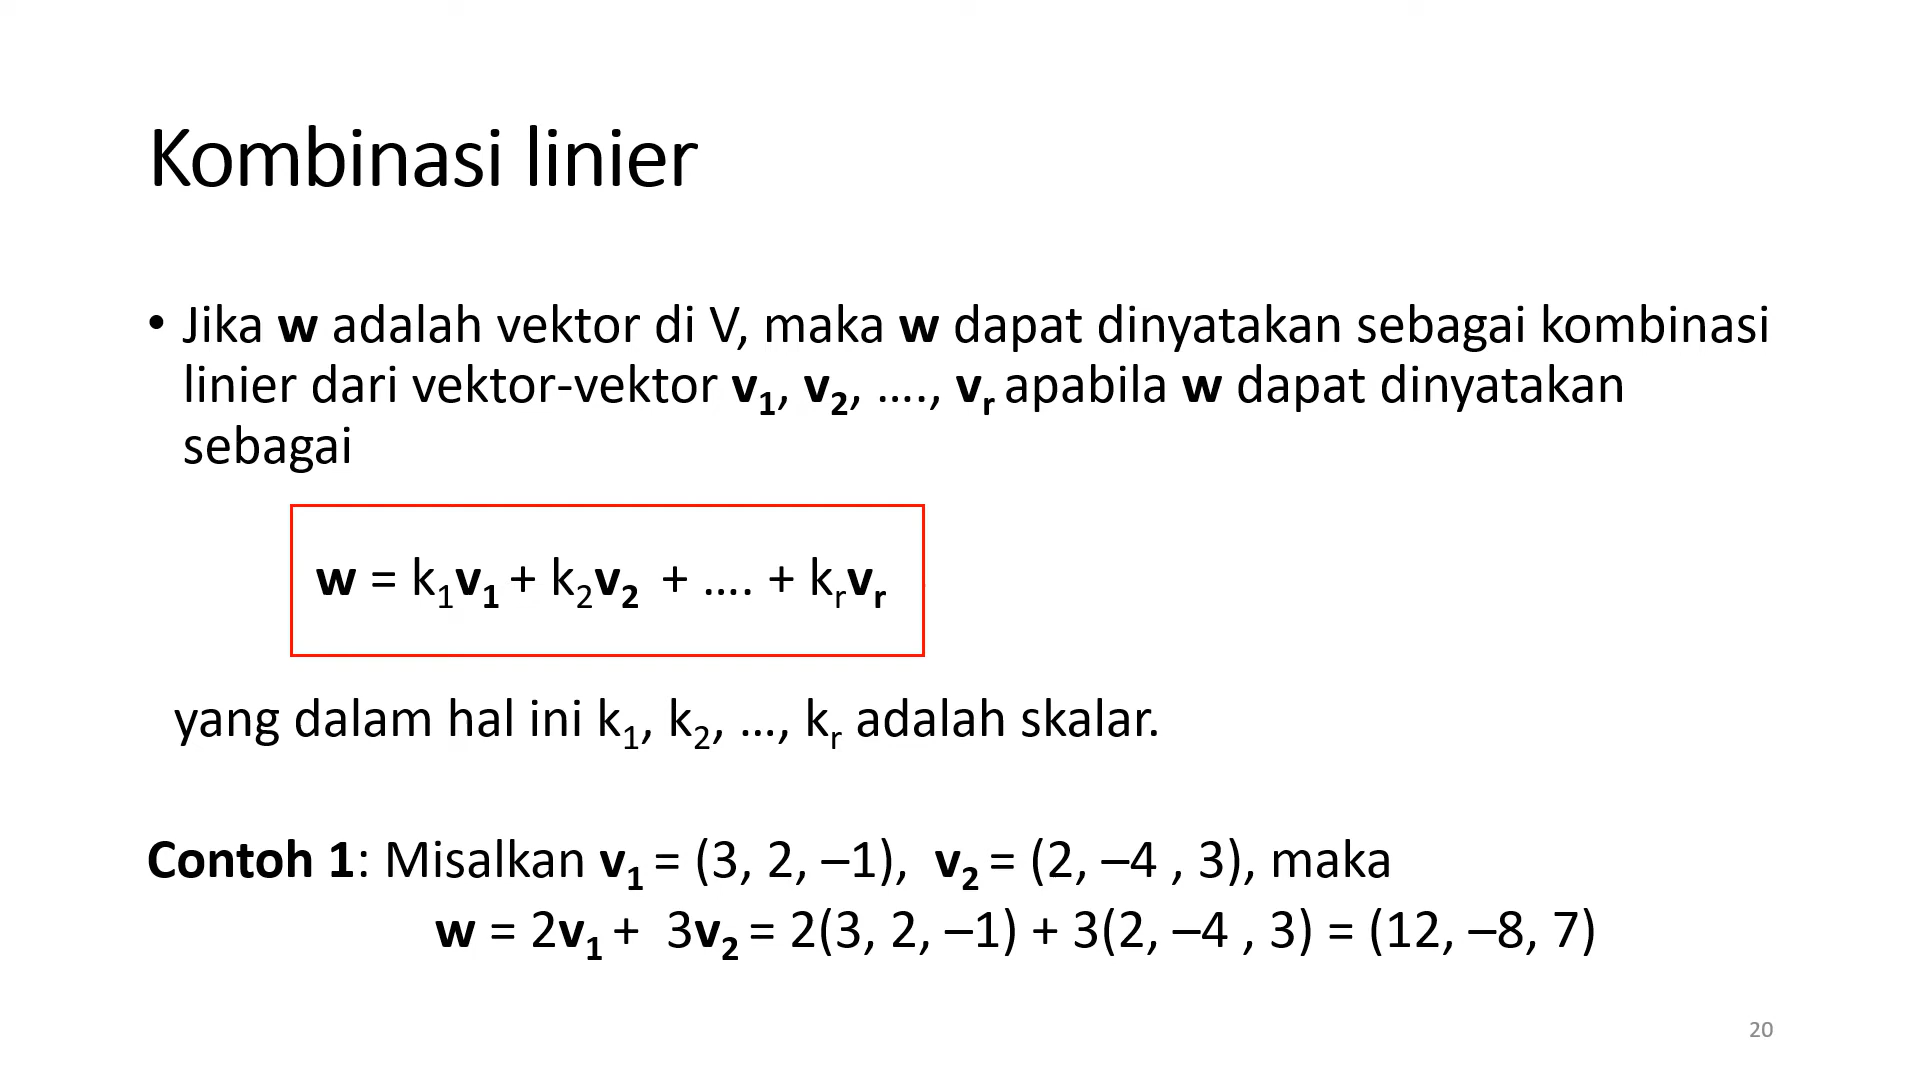 Kombinasi linier
• Jika w adalah vektor di V, maka w dapat dinyatakan sebagai kombinasi
linier dari vektor-vektor v₁, v₂, …., vᵣ apabila w dapat dinyatakan
sebagai
w = k₁v₁ + k₂v₂ + …. + kᵣvᵣ
yang dalam hal ini k₁, k₂, …, kᵣ adalah skalar.
Contoh 1: Misalkan v₁ = (3, 2, –1), v₂ = (2, –4 , 3), maka
w = 2v₁ + 3v₂ = 2(3, 2, –1) + 3(2, –4 , 3) = (12, –8, 7)
20